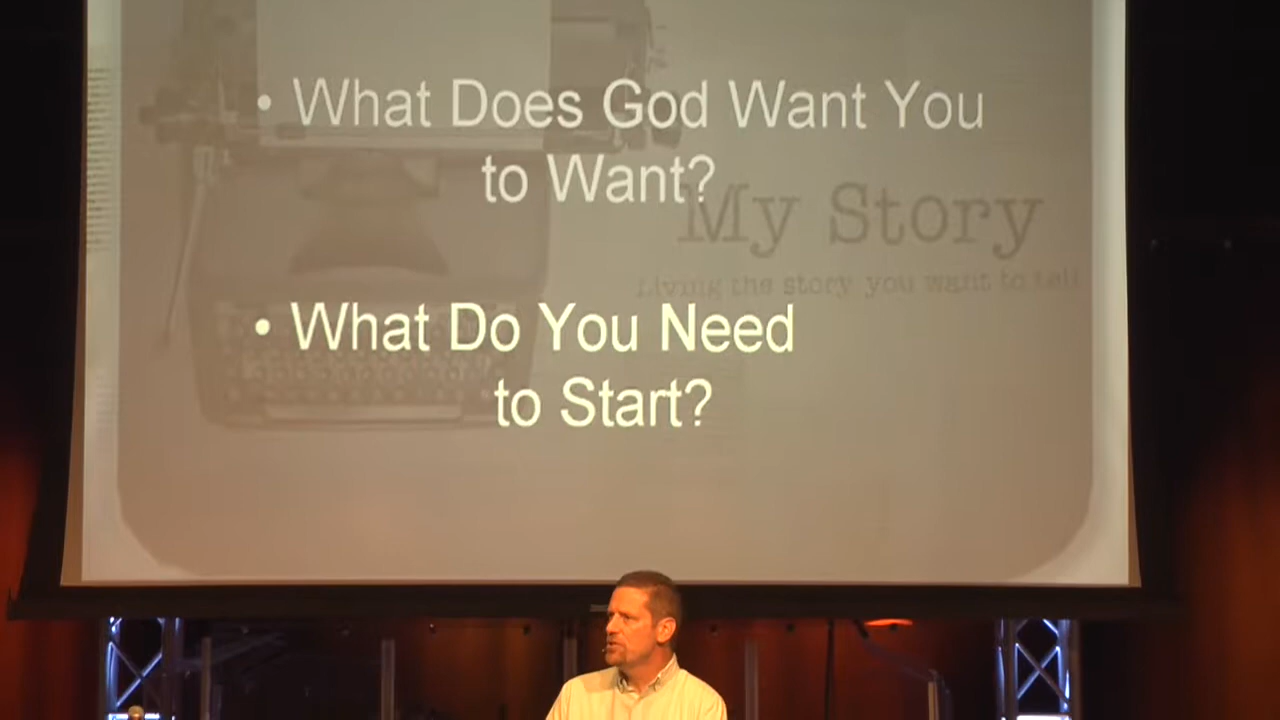 • What Does God Want You
to Want?
My Story
Living the story you want to tell
• What Do You Need
to Start?